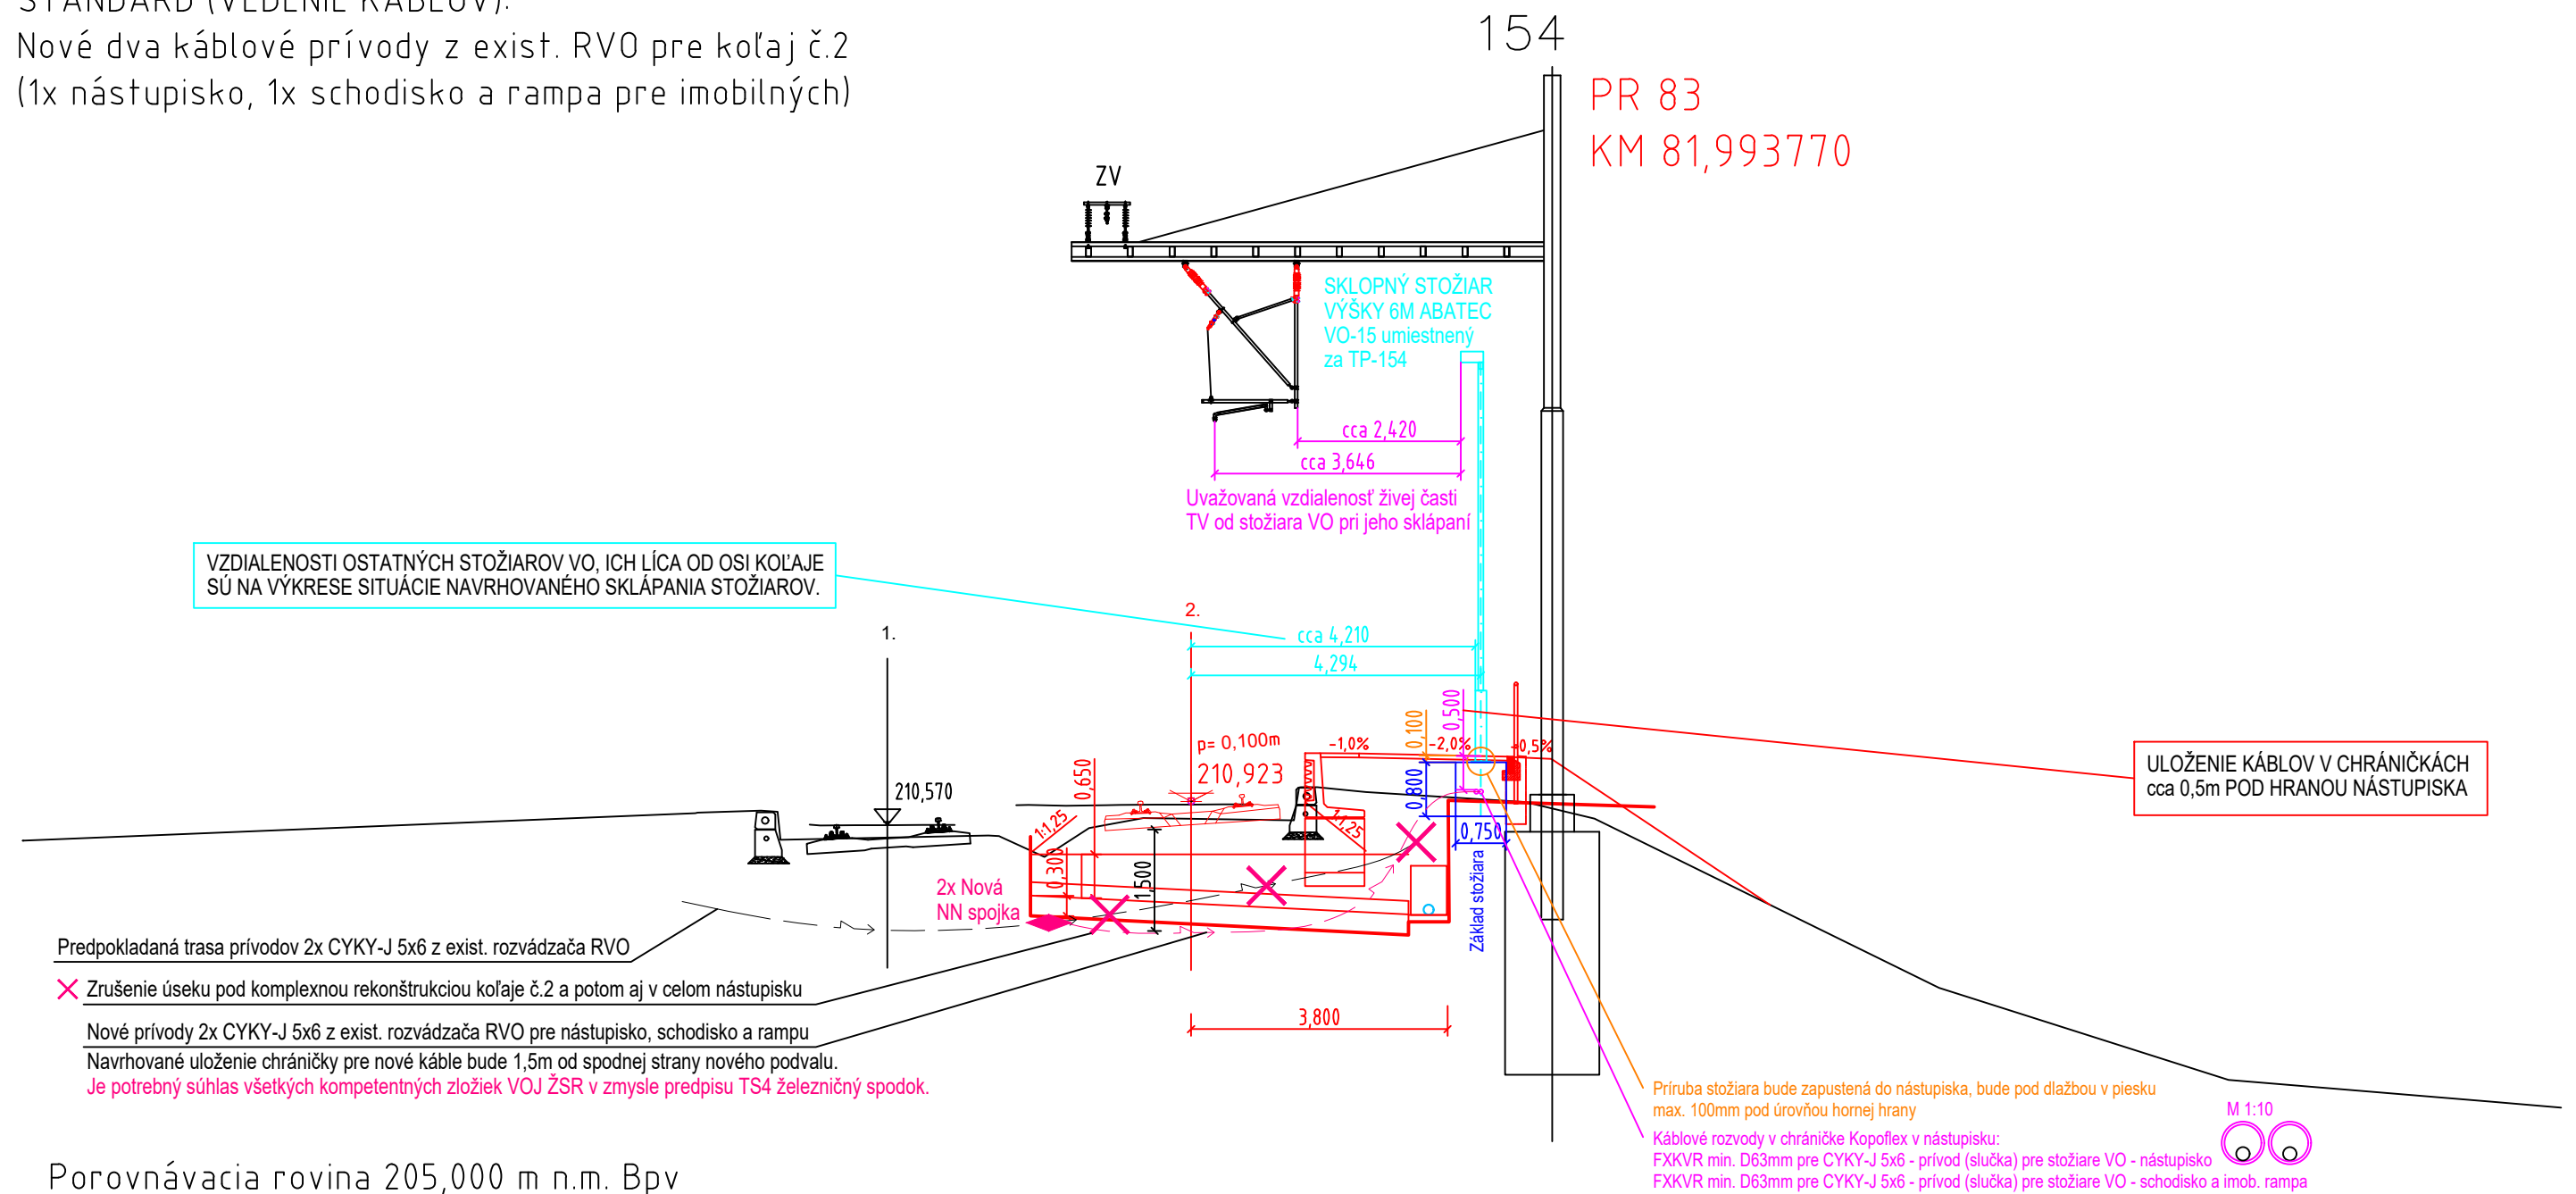 ŠTANDARD (VEDENIE KÁBLOV):
Nové dva káblové prívody z exist. RVO pre koľaj č.2
(1x nástupisko, 1x schodisko a rampa pre imobilných)
154
PR 83
KM 81,993770
ZV
SKLOPNÝ STOŽIAR
VÝŠKY 6M ABATEC
VO-15 umiestnený
za TP-154
cca 2,420
cca 3,646
Uvažovaná vzdialenosť živej časti
TV od stožiara VO pri jeho sklápaní
VZDIALENOSTI OSTATNÝCH STOŽIAROV VO, ICH LÍCA OD OSI KOĽAJE
SÚ NA VÝKRESE SITUÁCIE NAVRHOVANÉHO SKLÁPANIA STOŽIAROV.
1.
2.
cca 4,210
4,294
0,500
0,100
p= 0,100m
210,923
-1,0%
-2,0%
+0,5%
0,650
210,570
1:1,25
1:1,25
0,800
0,750
0,300
1,500
ULOŽENIE KÁBLOV V CHRÁNIČKÁCH
cca 0,5m POD HRANOU NÁSTUPISKA
2x Nová
NN spojka
Základ stožiara
Predpokladaná trasa prívodov 2x CYKY-J 5x6 z exist. rozvádzača RVO
Zrušenie úseku pod komplexnou rekonštrukciou koľaje č.2 a potom aj v celom nástupisku
3,800
Nové prívody 2x CYKY-J 5x6 z exist. rozvádzača RVO pre nástupisko, schodisko a rampu
Navrhované uloženie chráničky pre nové káble bude 1,5m od spodnej strany nového podvalu.
Je potrebný súhlas všetkých kompetentných zložiek VOJ ŽSR v zmysle predpisu TS4 železničný spodok.
Príruba stožiara bude zapustená do nástupiska, bude pod dlažbou v piesku
max. 100mm pod úrovňou hornej hrany
M 1:10
Káblové rozvody v chráničke Kopoflex v nástupisku:
FXKVR min. D63mm pre CYKY-J 5x6 - prívod (slučka) pre stožiare VO - nástupisko
FXKVR min. D63mm pre CYKY-J 5x6 - prívod (slučka) pre stožiare VO - schodisko a imob. rampa
Porovnávacia rovina 205,000 m n.m. Bpv